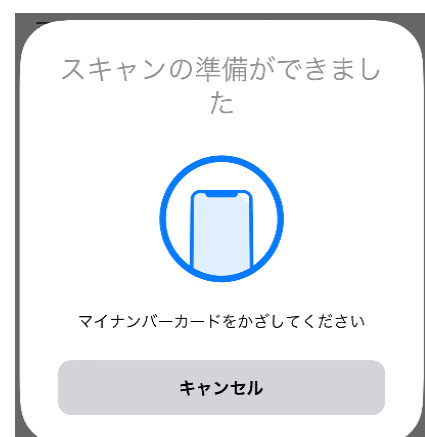 スキャンの準備ができまし
た
マイナンバーカードをかざしてください
キャンセル